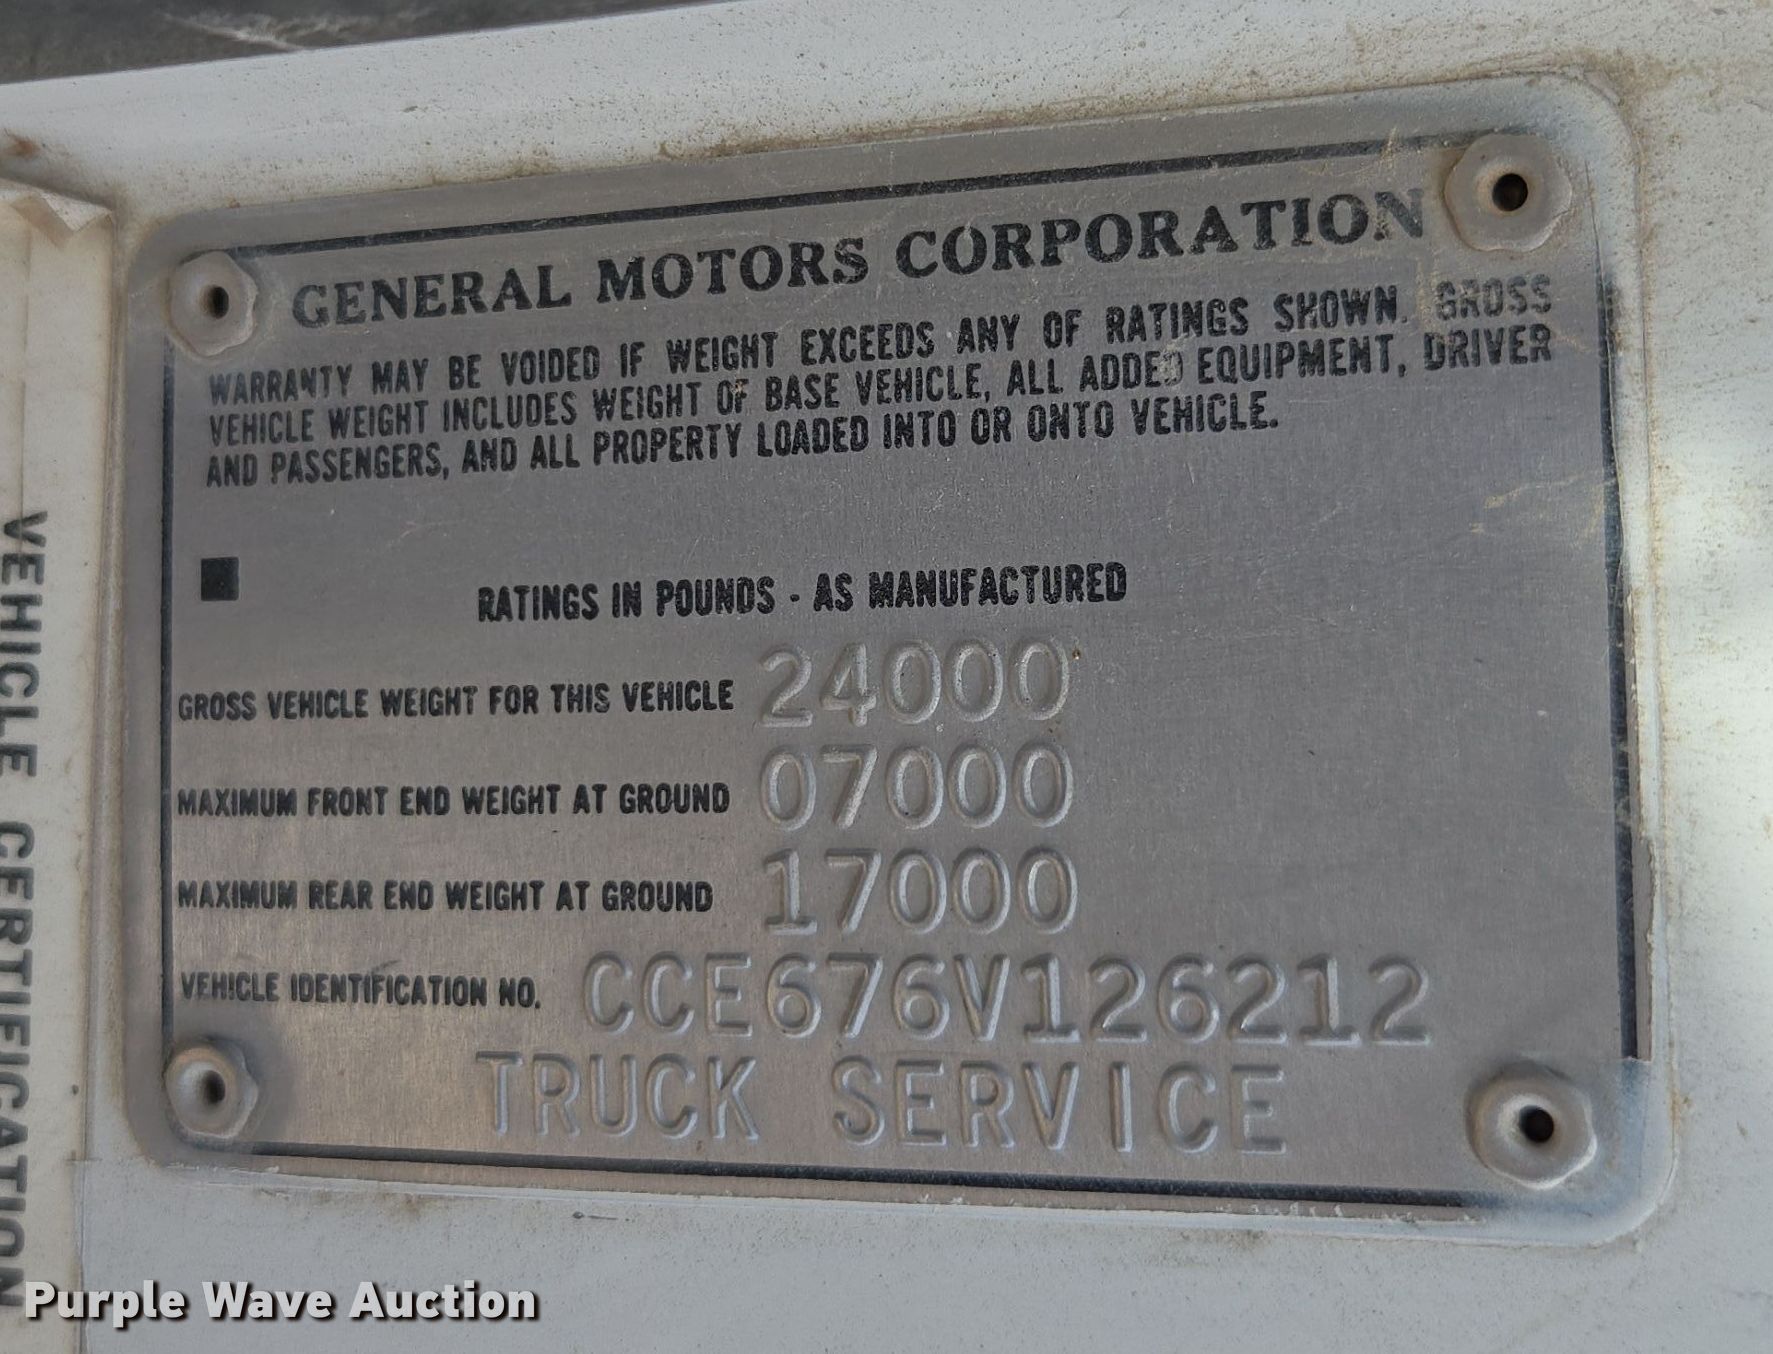 GENERAL MOTORS CORPORATION
WARRANTY MAY BE VOIDED IF WEIGHT EXCEEDS ANY OF RATINGS SHOWN. GROSS
VEHICLE WEIGHT INCLUDES WEIGHT OF BASE VEHICLE, ALL ADDED EQUIPMENT, DRIVER
AND PASSENGERS, AND ALL PROPERTY LOADED INTO OR ONTO VEHICLE.
RATINGS IN POUNDS - AS MANUFACTURED
GROSS VEHICLE WEIGHT FOR THIS VEHICLE 24000
MAXIMUM FRONT END WEIGHT AT GROUND 07000
MAXIMUM REAR END WEIGHT AT GROUND 17000
VEHICLE IDENTIFICATION NO. CCE676V126212
TRUCK SERVICE
VEHICLE CERTIFICATION
Purple Wave Auction